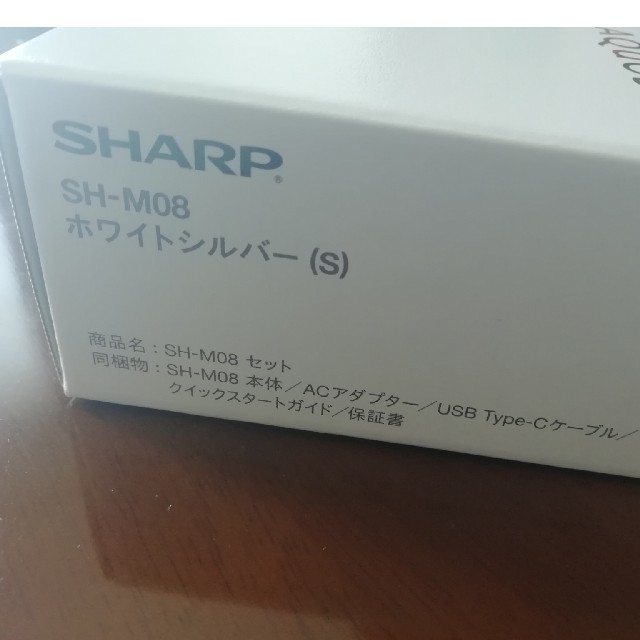 SHARP
SH-M08
ホワイトシルバー(S)
商品名：SH-M08 セット
同梱物：SH-M08 本体／ACアダプター／USB Type-Cケーブル／
クイックスタートガイド／保証書